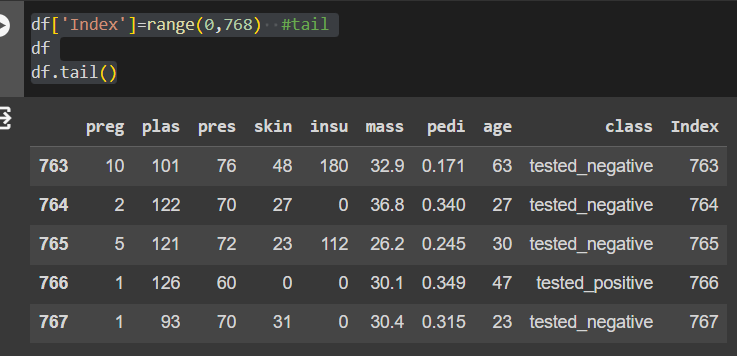 df['Index']=range(0,768)  #tail
df
df.tail()
preg plas pres skin insu mass pedi age class Index
763 10 101 76 48 180 32.9 0.171 63 tested_negative 763
764 2 122 70 27 0 36.8 0.340 27 tested_negative 764
765 5 121 72 23 112 26.2 0.245 30 tested_negative 765
766 1 126 60 0 0 30.1 0.349 47 tested_positive 766
767 1 93 70 31 0 30.4 0.315 23 tested_negative 767